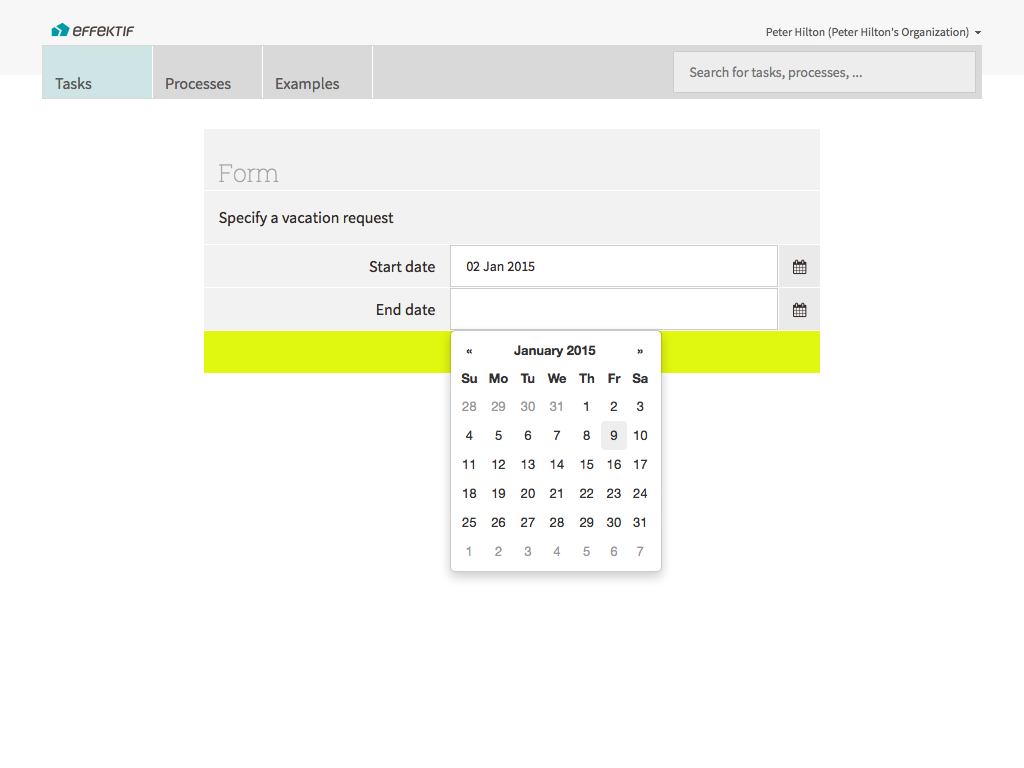 EFFEKTIF
Peter Hilton (Peter Hilton's Organization)
Tasks
Processes
Examples
Search for tasks, processes, ...
Form
Specify a vacation request
Start date 02 Jan 2015
End date
« January 2015 »
Su Mo Tu We Th Fr Sa
28 29 30 31 1 2 3
4 5 6 7 8 9 10
11 12 13 14 15 16 17
18 19 20 21 22 23 24
25 26 27 28 29 30 31
1 2 3 4 5 6 7